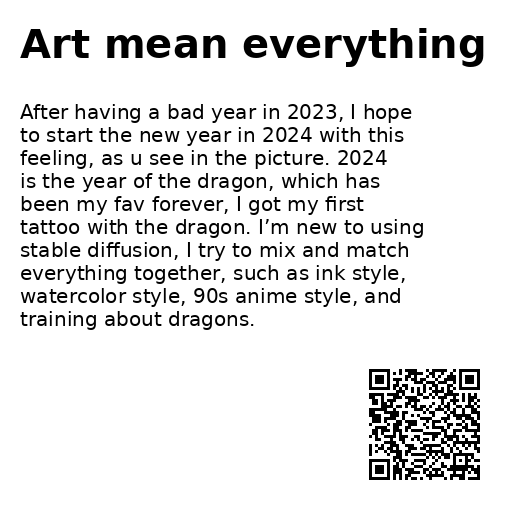 Art mean everything
After having a bad year in 2023, I hope
to start the new year in 2024 with this
feeling, as u see in the picture. 2024
is the year of the dragon, which has
been my fav forever, I got my first
tattoo with the dragon. I’m new to using
stable diffusion, I try to mix and match
everything together, such as ink style,
watercolor style, 90s anime style, and
training about dragons.